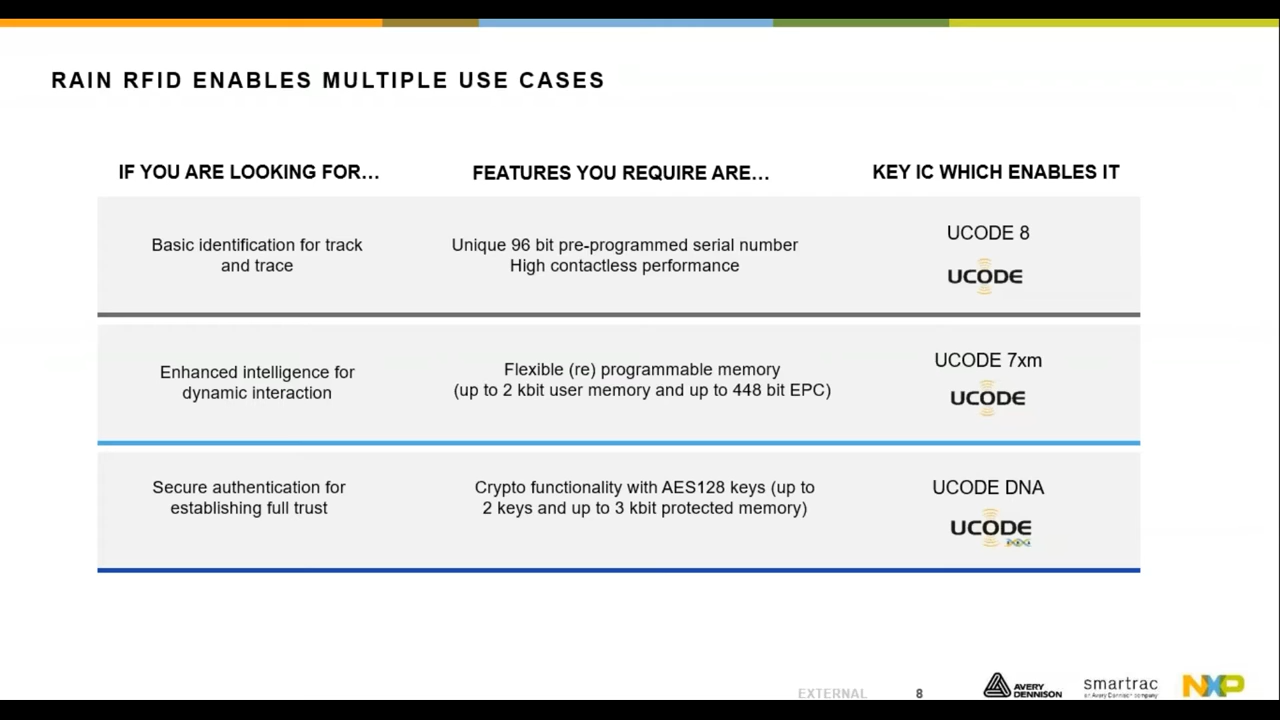 RAIN RFID ENABLES MULTIPLE USE CASES
IF YOU ARE LOOKING FOR…
FEATURES YOU REQUIRE ARE…
KEY IC WHICH ENABLES IT
Basic identification for track
and trace
Unique 96 bit pre-programmed serial number
High contactless performance
UCODE 8
UCODE
Enhanced intelligence for
dynamic interaction
Flexible (re) programmable memory
(up to 2 kbit user memory and up to 448 bit EPC)
UCODE 7xm
UCODE
Secure authentication for
establishing full trust
Crypto functionality with AES128 keys (up to
2 keys and up to 3 kbit protected memory)
UCODE DNA
UCODE
EXTERNAL
8
AVERY
DENNISON
smartrac
an Avery Dennison company
NXP